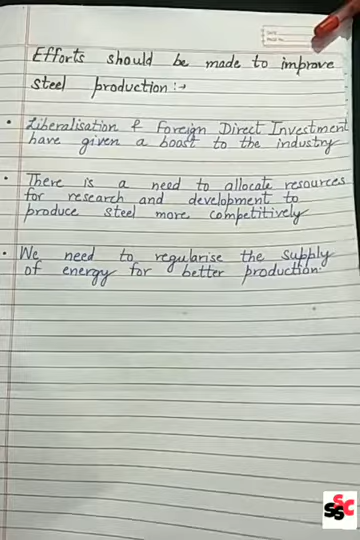 Efforts should be made to improve
steel production :→
• Liberalisation & Foreign Direct Investment
have given a boost to the industry
• There is a need to allocate resources
for research and development to
produce steel more competitively
• We need to regularise the supply
of energy for better production.
SSSC